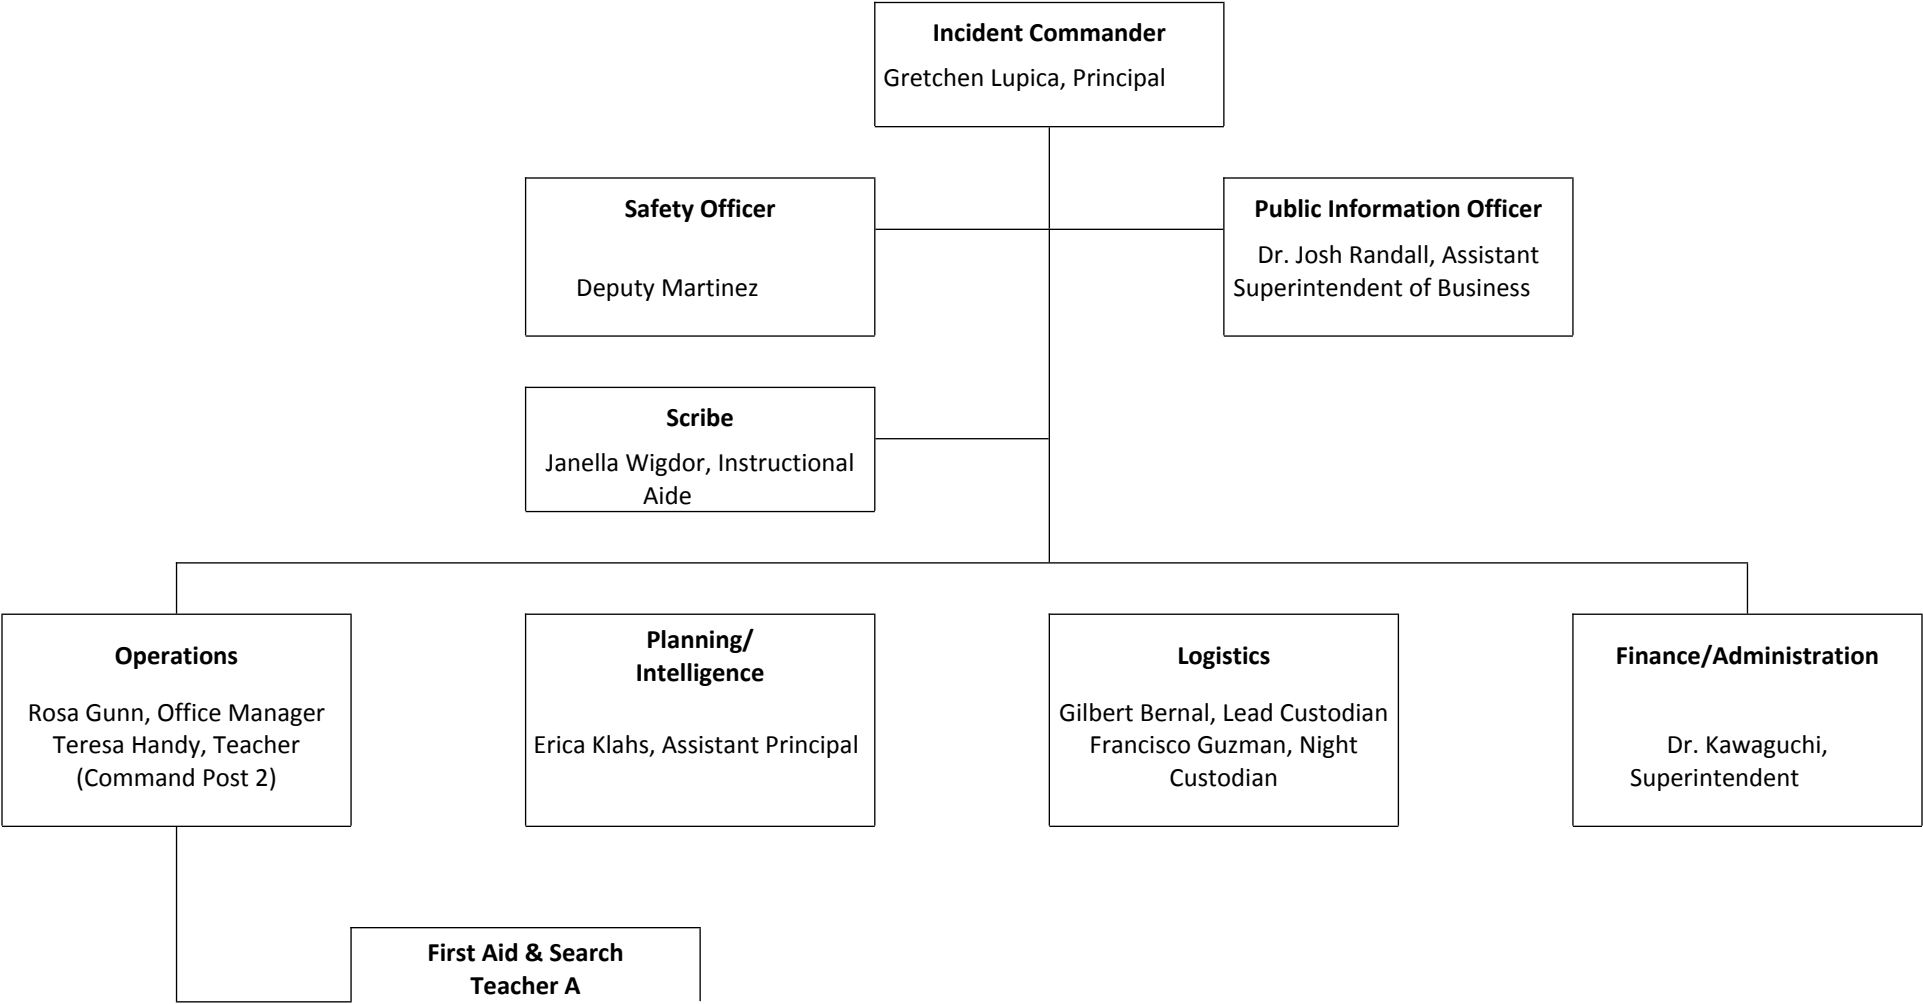 Incident Commander
Gretchen Lupica, Principal
Safety Officer
Deputy Martinez
Public Information Officer
Dr. Josh Randall, Assistant
Superintendent of Business
Scribe
Janella Wigdor, Instructional
Aide
Operations
Rosa Gunn, Office Manager
Teresa Handy, Teacher
(Command Post 2)
Planning/
Intelligence
Erica Klahs, Assistant Principal
Logistics
Gilbert Bernal, Lead Custodian
Francisco Guzman, Night
Custodian
Finance/Administration
Dr. Kawaguchi,
Superintendent
First Aid & Search
Teacher A